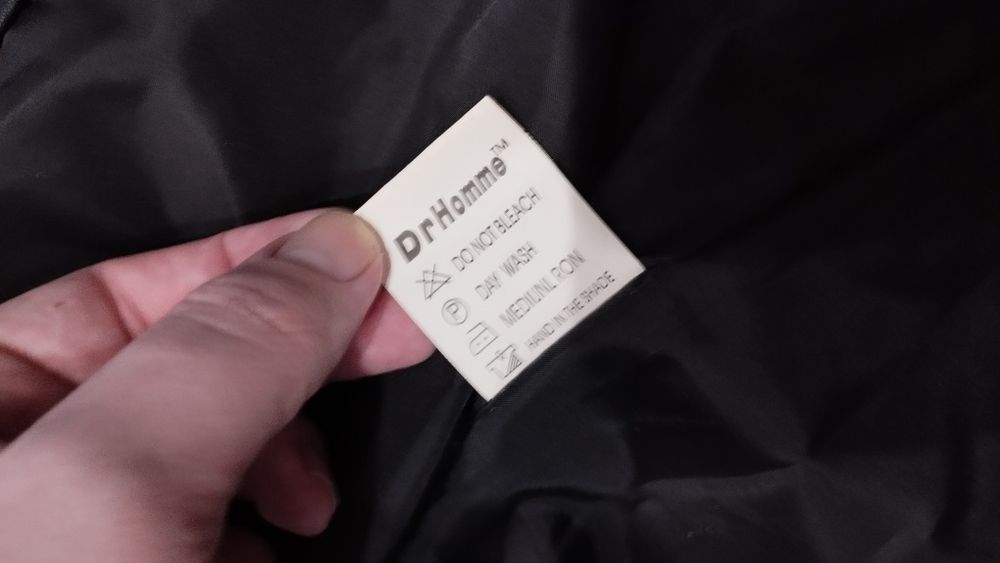 DrHomme™
DO NOT BLEACH
P DAY WASH
MEDIUNL RON
HAND IN THE SHADE